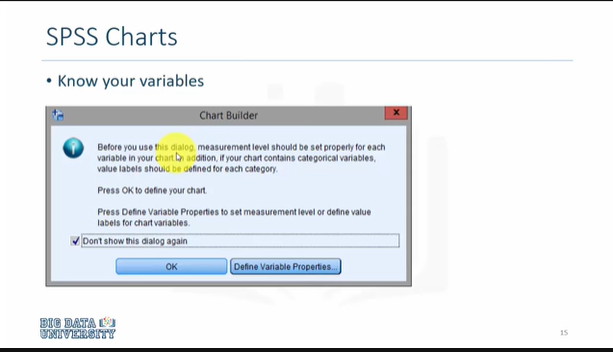 SPSS Charts
• Know your variables
Chart Builder
x
Before you use this dialog, measurement level should be set properly for each
variable in your chart. In addition, if your chart contains categorical variables,
value labels should be defined for each category.
Press OK to define your chart.
Press Define Variable Properties to set measurement level or define value
labels for chart variables.
Don't show this dialog again
OK
Define Variable Properties...
BIG DATA
UNIVERSITY
15